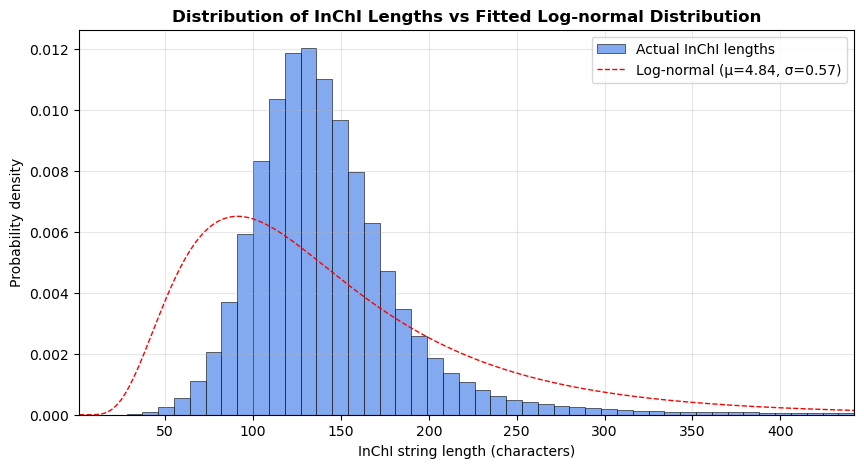 Distribution of InChI Lengths vs Fitted Log-normal Distribution
Actual InChI lengths
Log-normal (μ=4.84, σ=0.57)
Probability density
0.012
0.010
0.008
0.006
0.004
0.002
0.000
50 100 150 200 250 300 350 400
InChI string length (characters)